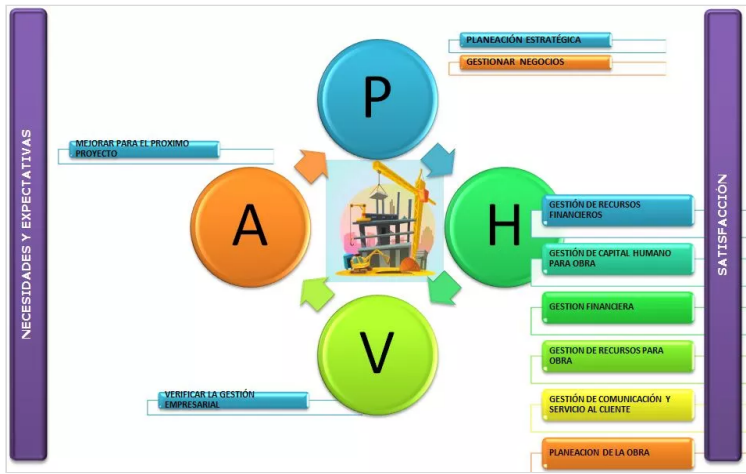 NECESIDADES Y EXPECTATIVAS
P
PLANEACIÓN ESTRATÉGICA
GESTIONAR NEGOCIOS
MEJORAR PARA EL PROXIMO
PROYECTO
A
H
GESTIÓN DE RECURSOS
FINANCIEROS
GESTIÓN DE CAPITAL HUMANO
PARA OBRA
GESTION FINANCIERA
GESTION DE RECURSOS PARA
OBRA
GESTIÓN DE COMUNICACIÓN Y
SERVICIO AL CLIENTE
PLANEACION DE LA OBRA
V
VERIFICAR LA GESTIÓN
EMPRESARIAL
SATISFACCIÓN